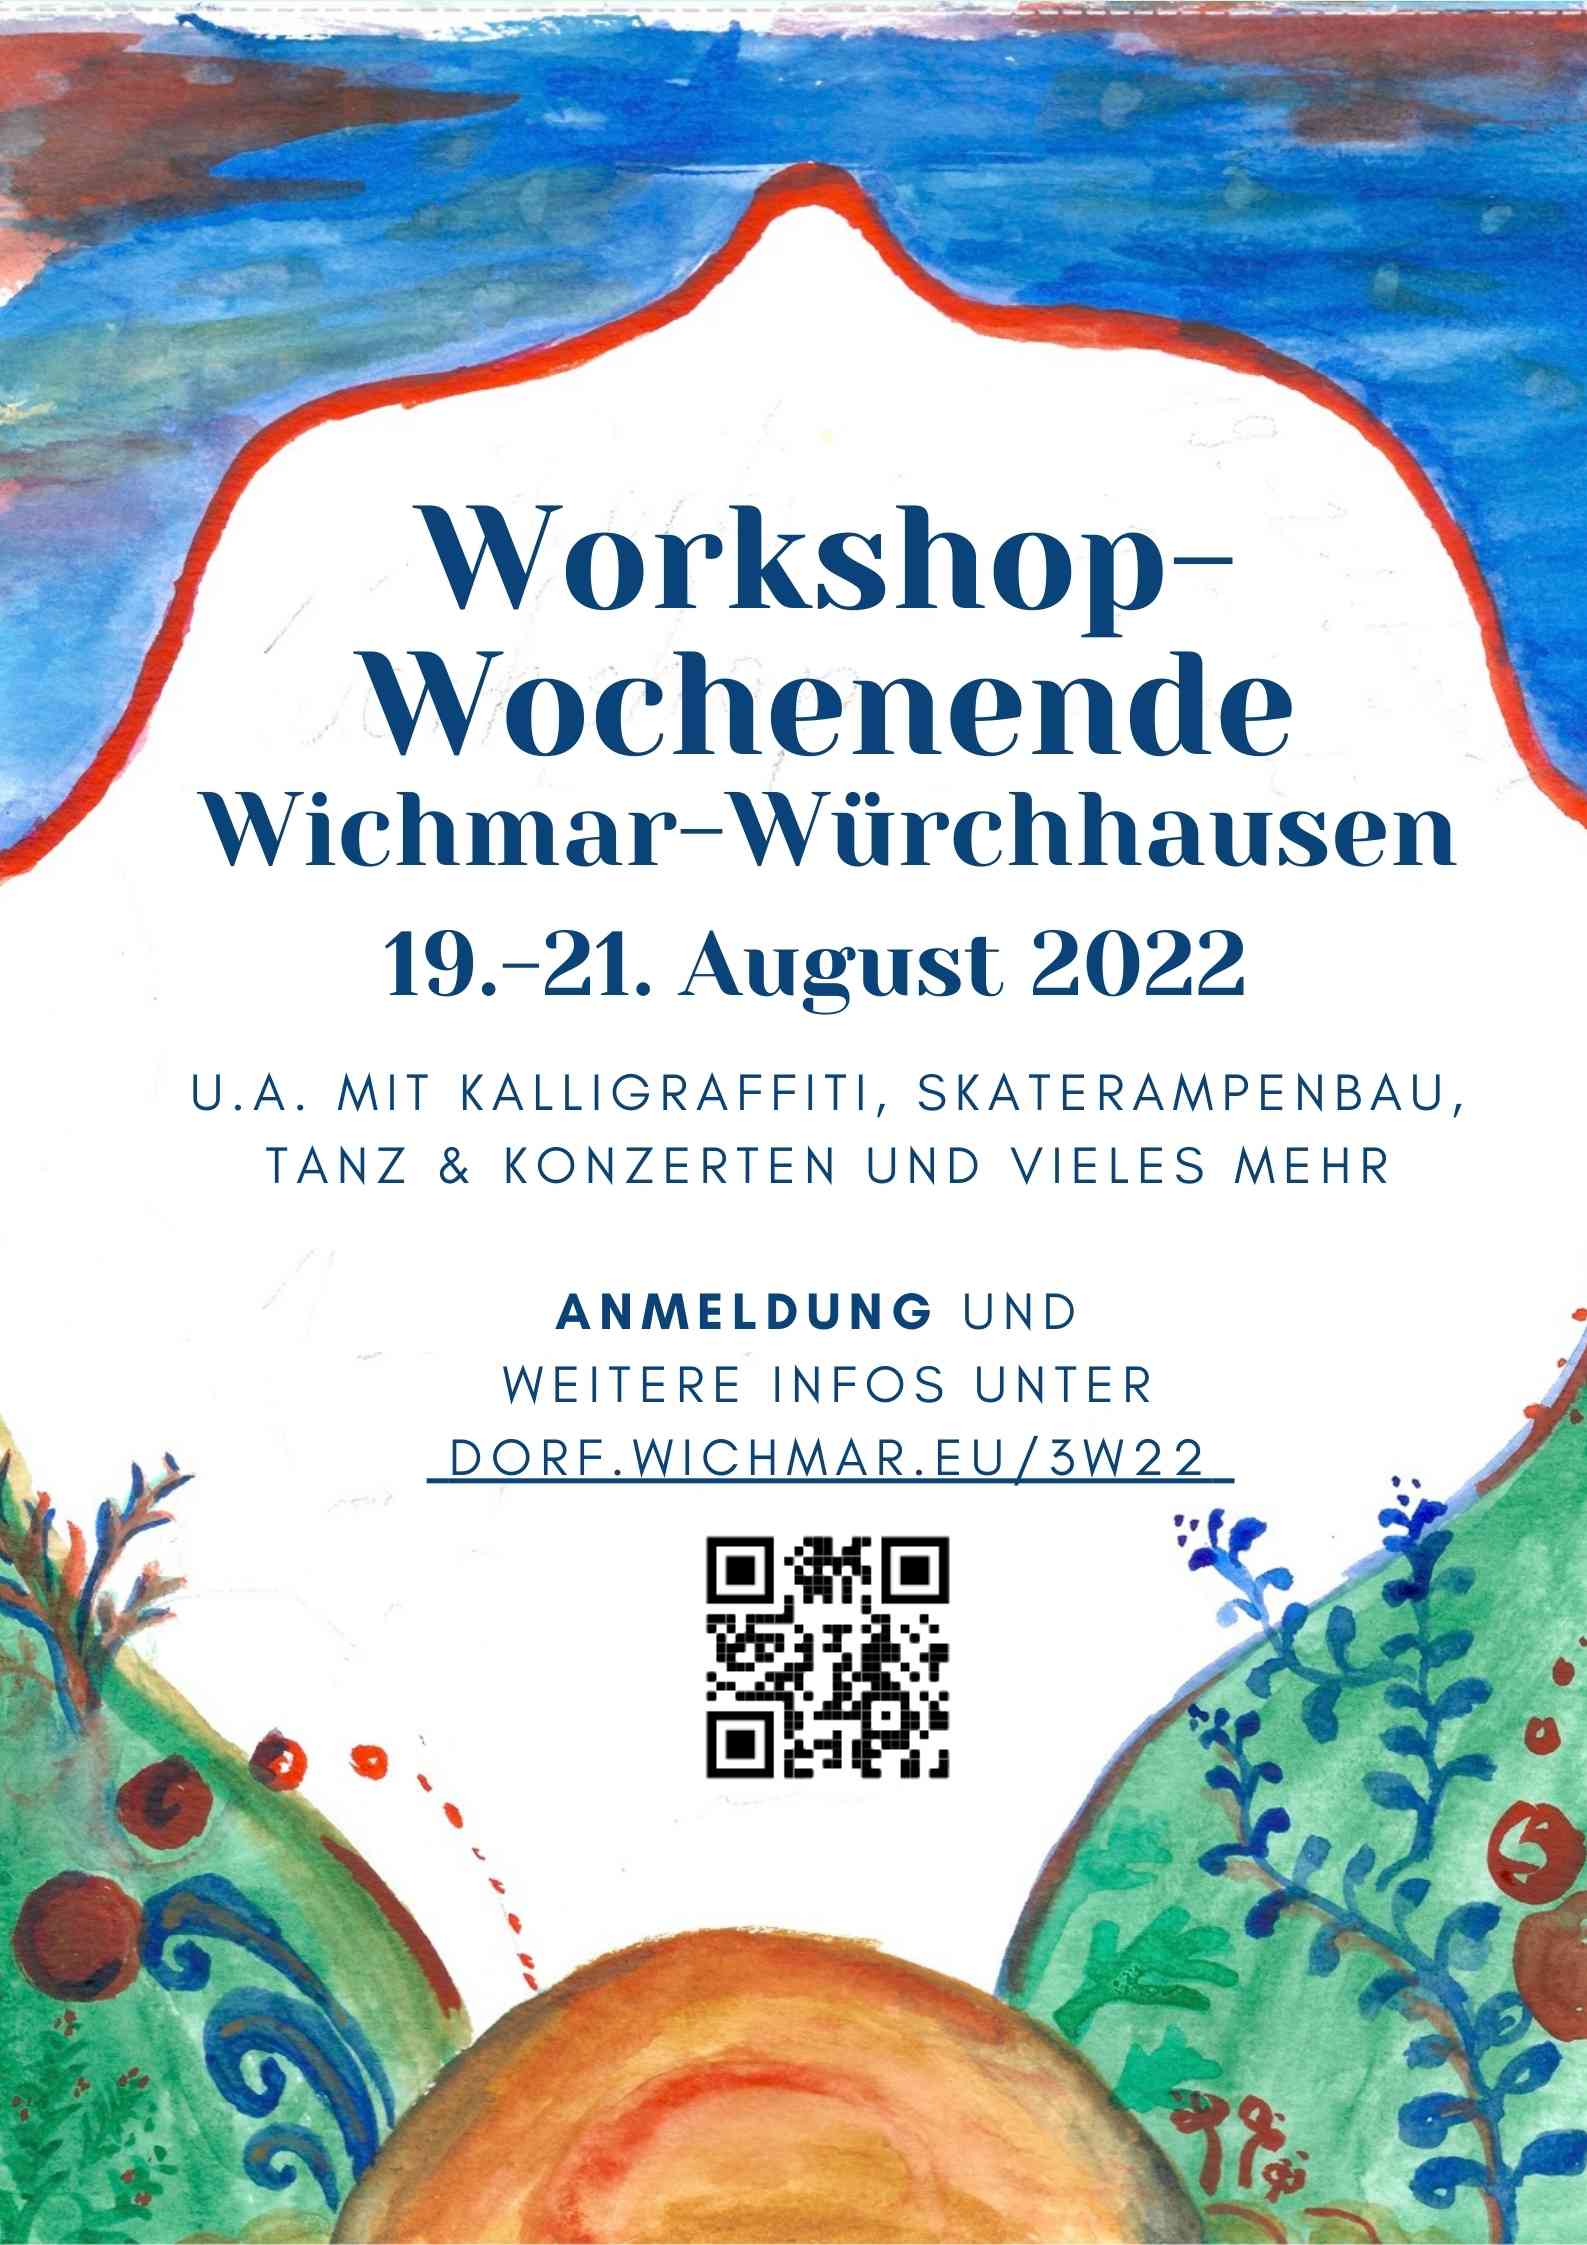 Workshop-
Wochenende
Wichmar-Würchhausen
19.-21. August 2022
U.A. MIT KALLIGRAFFITI, SKATERAMPENBAU,
TANZ & KONZERTEN UND VIELES MEHR
ANMELDUNG UND
WEITERE INFOS UNTER
DORF.WICHMAR.EU/3W22